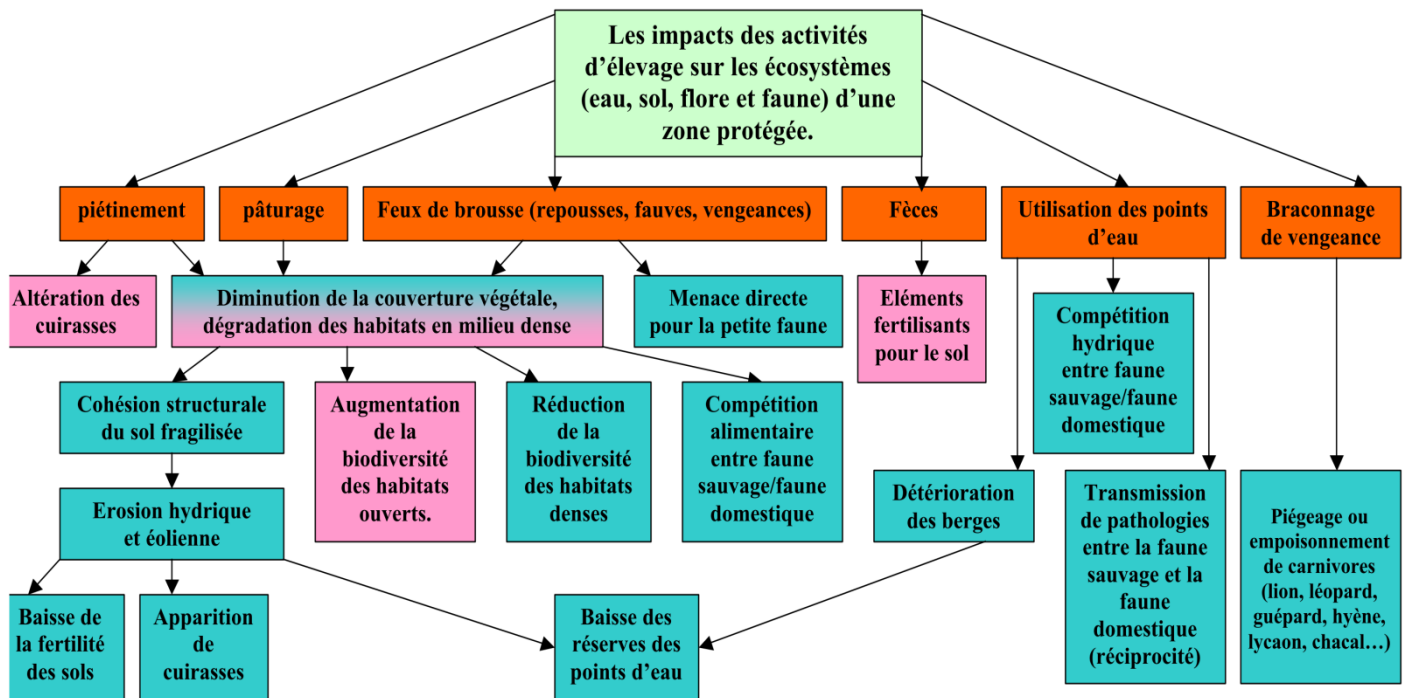 Les impacts des activités
d’élevage sur les écosystèmes
(eau, sol, flore et faune) d’une
zone protégée.
piétinement
pâturage
Feux de brousse (repousses, fauves, vengeances)
Fèces
Utilisation des points
d’eau
Braconnage
de vengeance
Altération des
cuirasses
Diminution de la couverture végétale,
dégradation des habitats en milieu dense
Menace directe
pour la petite faune
Eléments
fertilisants
pour le sol
Compétition
hydrique
entre faune
sauvage/faune
domestique
Cohésion structurale
du sol fragilisée
Augmentation
de la
biodiversité
des habitats
ouverts.
Réduction
de la
biodiversité
des habitats
denses
Compétition
alimentaire
entre faune
sauvage/faune
domestique
Détérioration
des berges
Transmission
de pathologies
entre la faune
sauvage et la
faune
domestique
(réciprocité)
Piégeage ou
empoisonnement
de carnivores
(lion, léopard,
guépard, hyène,
lycaon, chacal…)
Erosion hydrique
et éolienne
Baisse de
la fertilité
des sols
Apparition
de
cuirasses
Baisse des
réserves des
points d’eau